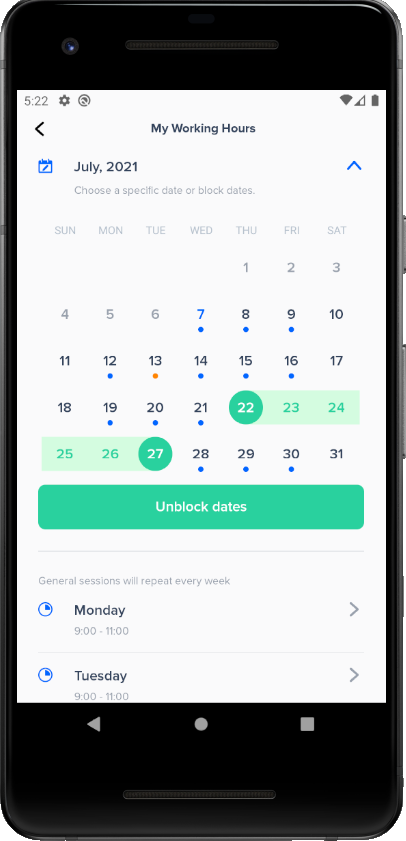 5:22
My Working Hours
July, 2021
Choose a specific date or block dates.
SUN MON TUE WED THU FRI SAT
1 2 3
4 5 6 7 8 9 10
11 12 13 14 15 16 17
18 19 20 21 22 23 24
25 26 27 28 29 30 31
Unblock dates
General sessions will repeat every week
Monday
9:00 - 11:00
Tuesday
9:00 - 11:00